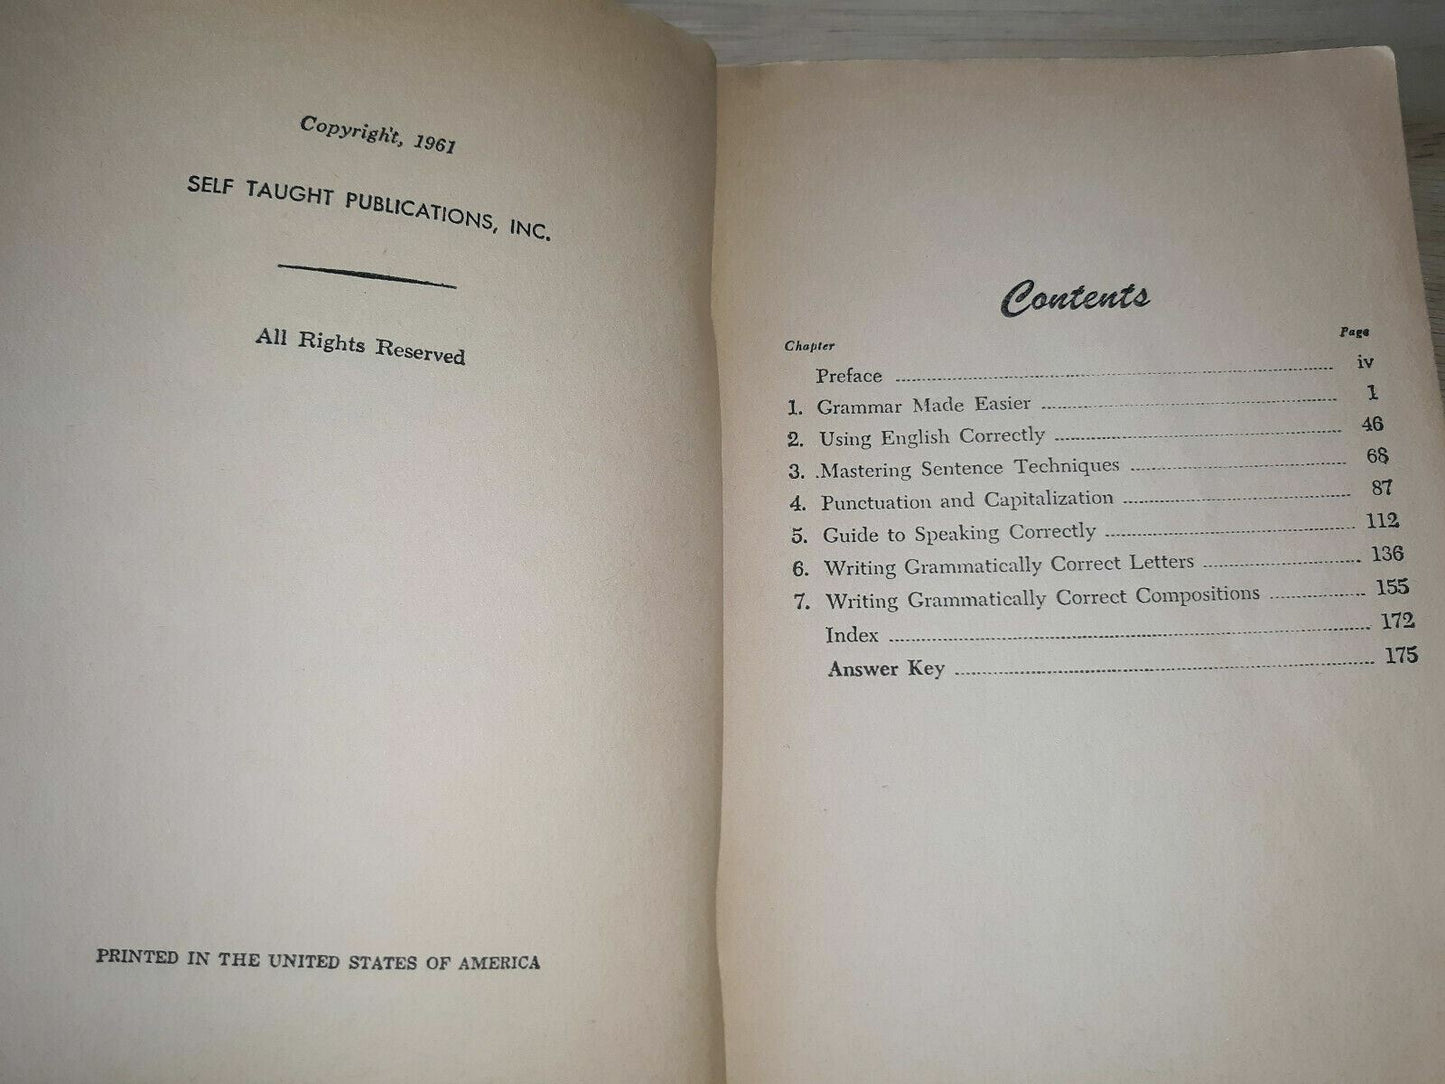 Copyright, 1961
SELF TAUGHT PUBLICATIONS, INC.
All Rights Reserved
PRINTED IN THE UNITED STATES OF AMERICA
Contents
Chapter Page
Preface iv
1. Grammar Made Easier 1
2. Using English Correctly 46
3. Mastering Sentence Techniques 68
4. Punctuation and Capitalization 87
5. Guide to Speaking Correctly 112
6. Writing Grammatically Correct Letters 136
7. Writing Grammatically Correct Compositions 155
Index 172
Answer Key 175